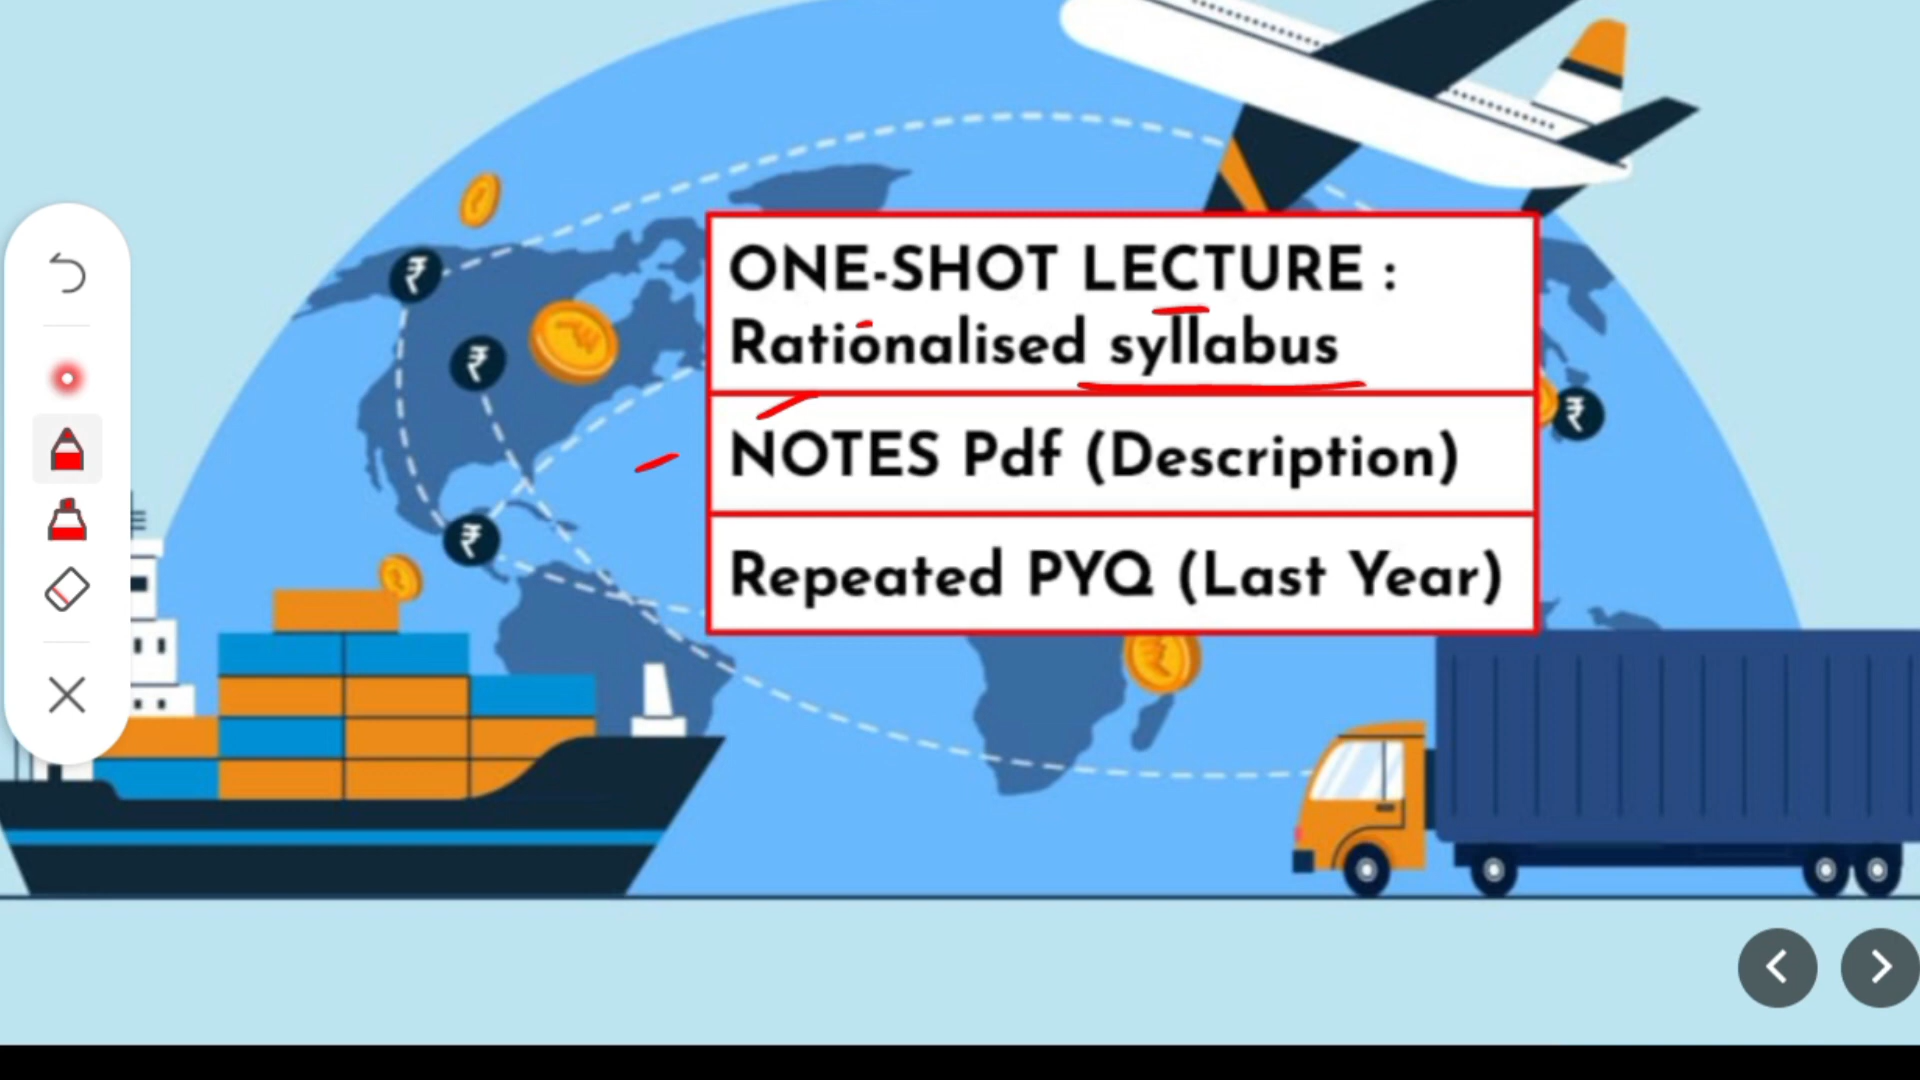 ONE-SHOT LECTURE :
Rationalised syllabus
NOTES Pdf (Description)
Repeated PYQ (Last Year)
₹
₹
₹
₹